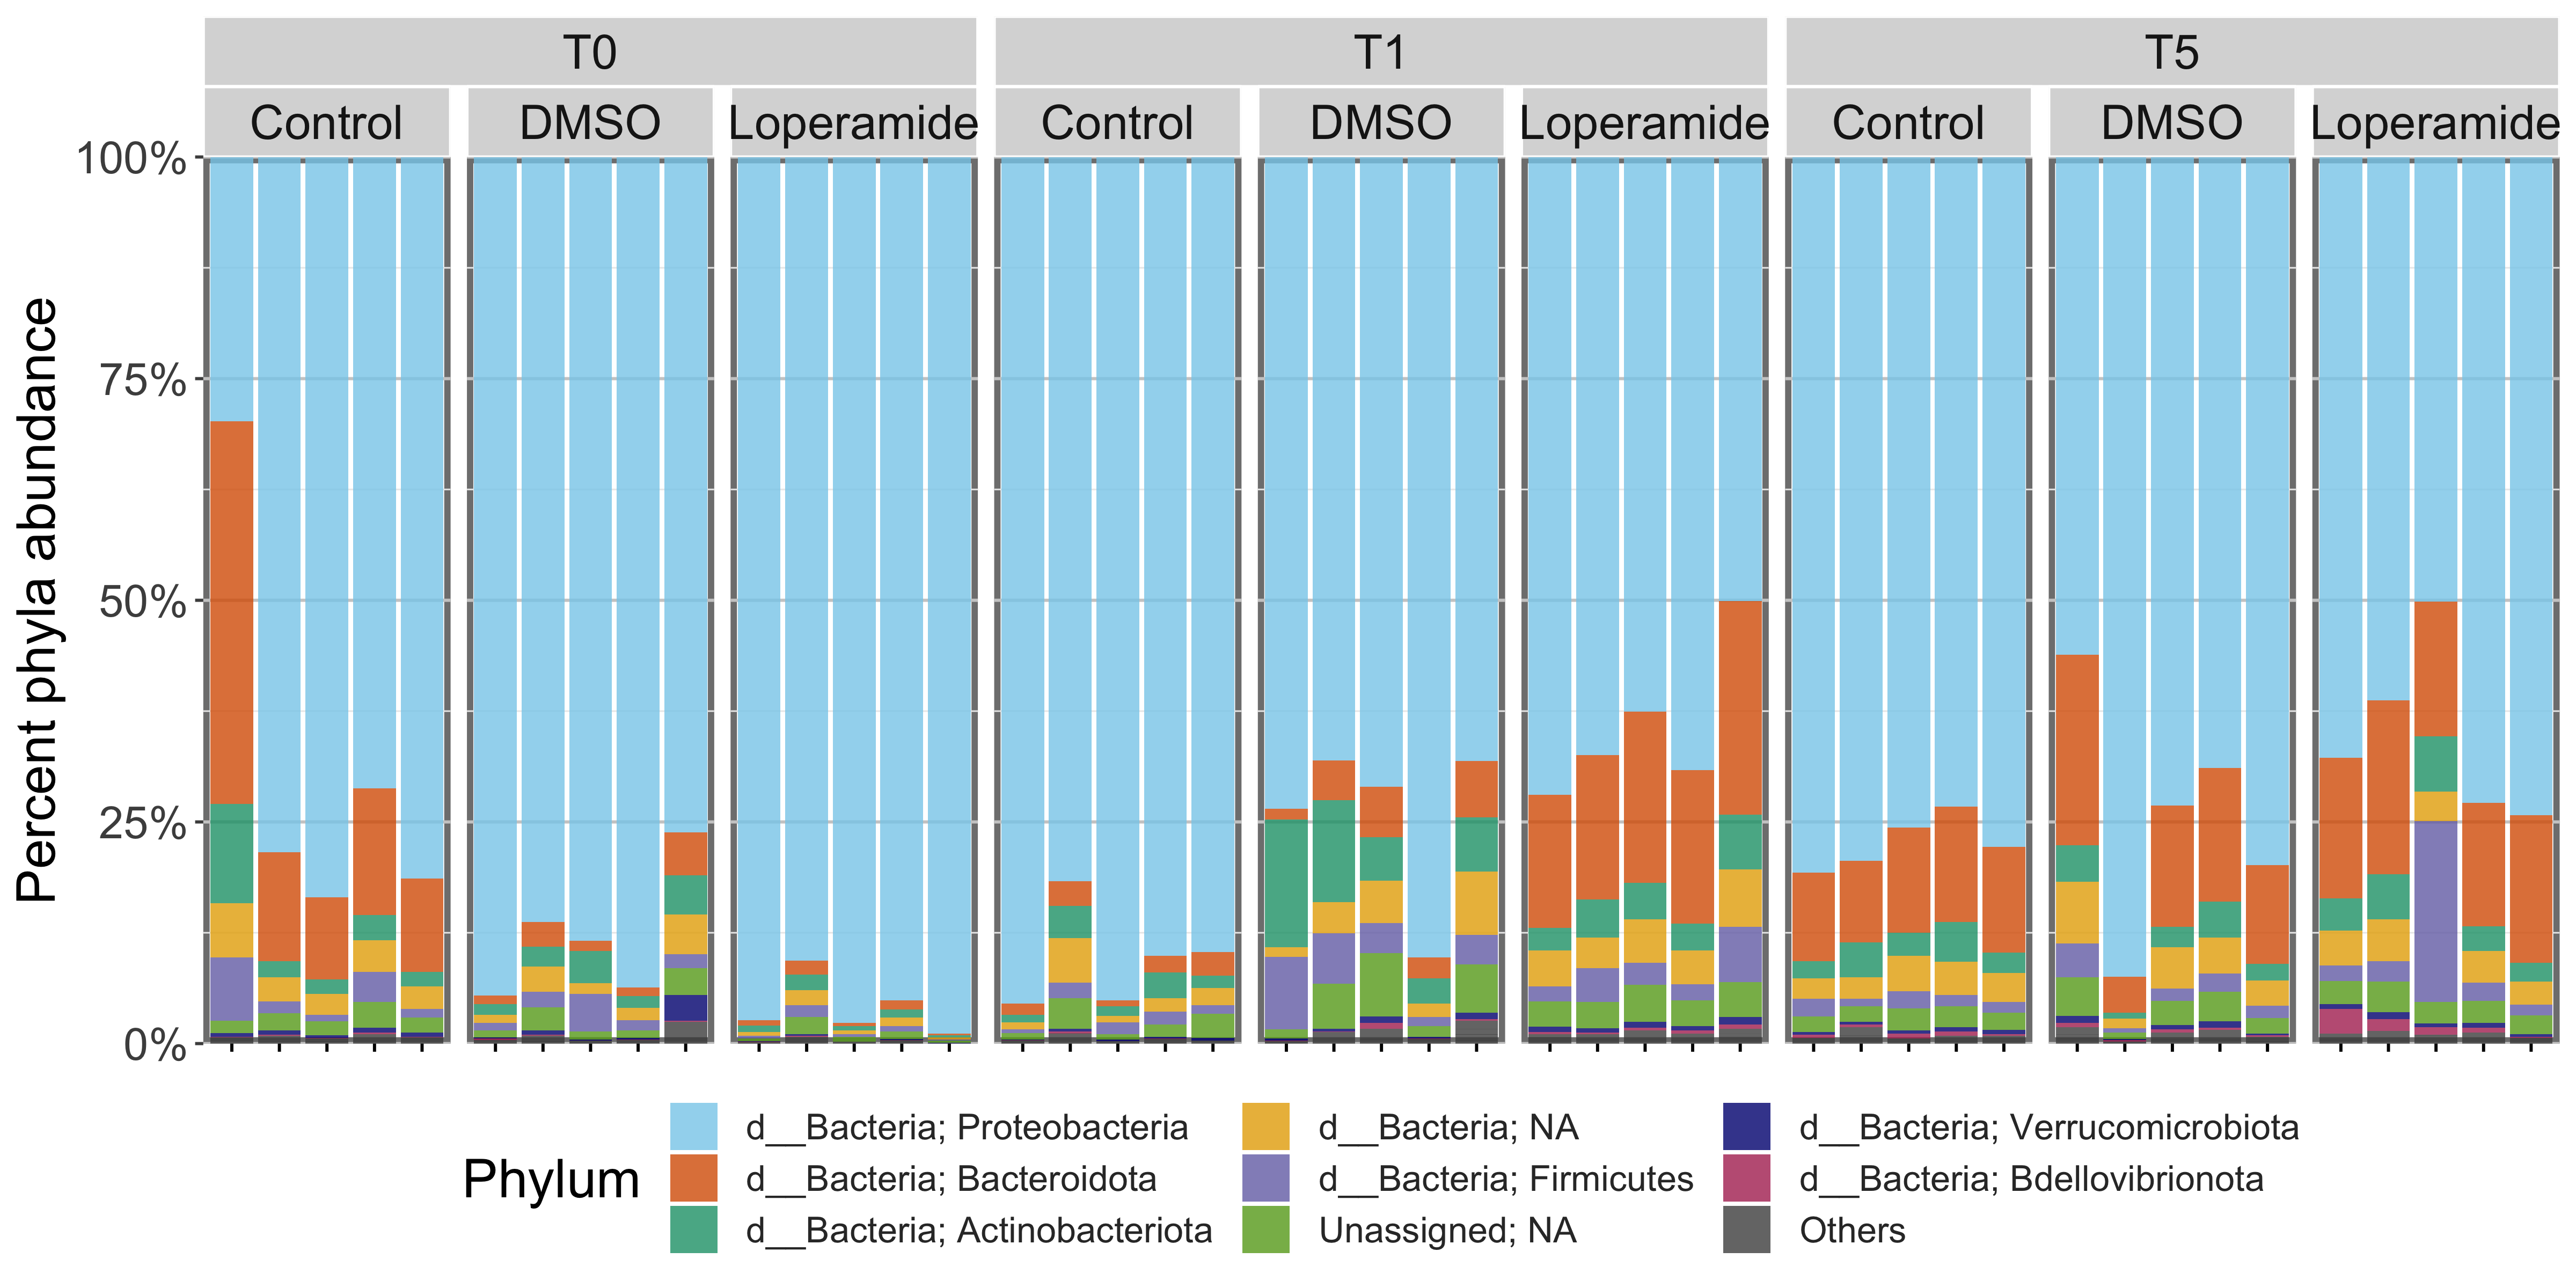 T0 T1 T5
Control DMSO Loperamide Control DMSO Loperamide Control DMSO Loperamide
100%
75%
50%
25%
0%
Percent phyla abundance
Phylum
d__Bacteria; Proteobacteria
d__Bacteria; Bacteroidota
d__Bacteria; Actinobacteriota
d__Bacteria; NA
d__Bacteria; Firmicutes
Unassigned; NA
d__Bacteria; Verrucomicrobiota
d__Bacteria; Bdellovibrionota
Others